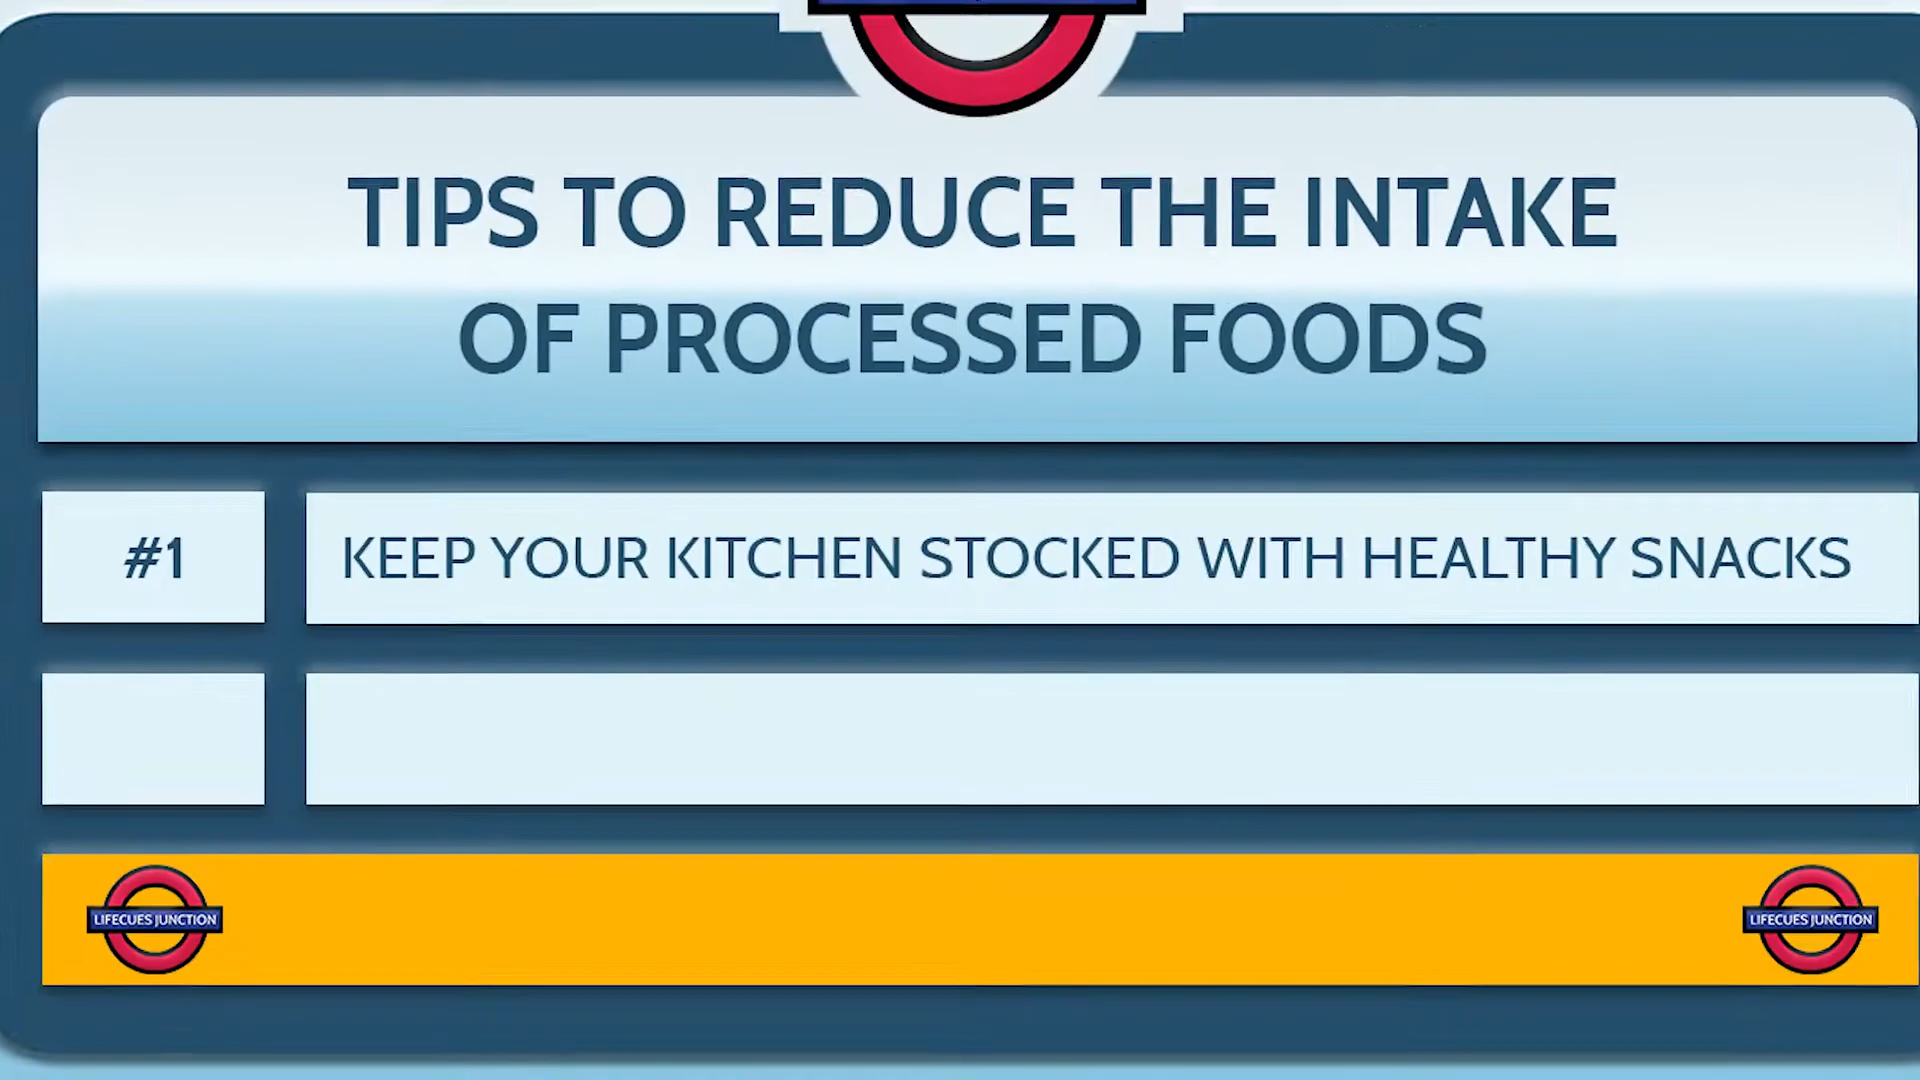 TIPS TO REDUCE THE INTAKE
OF PROCESSED FOODS
#1 KEEP YOUR KITCHEN STOCKED WITH HEALTHY SNACKS
LIFECUES JUNCTION LIFECUES JUNCTION